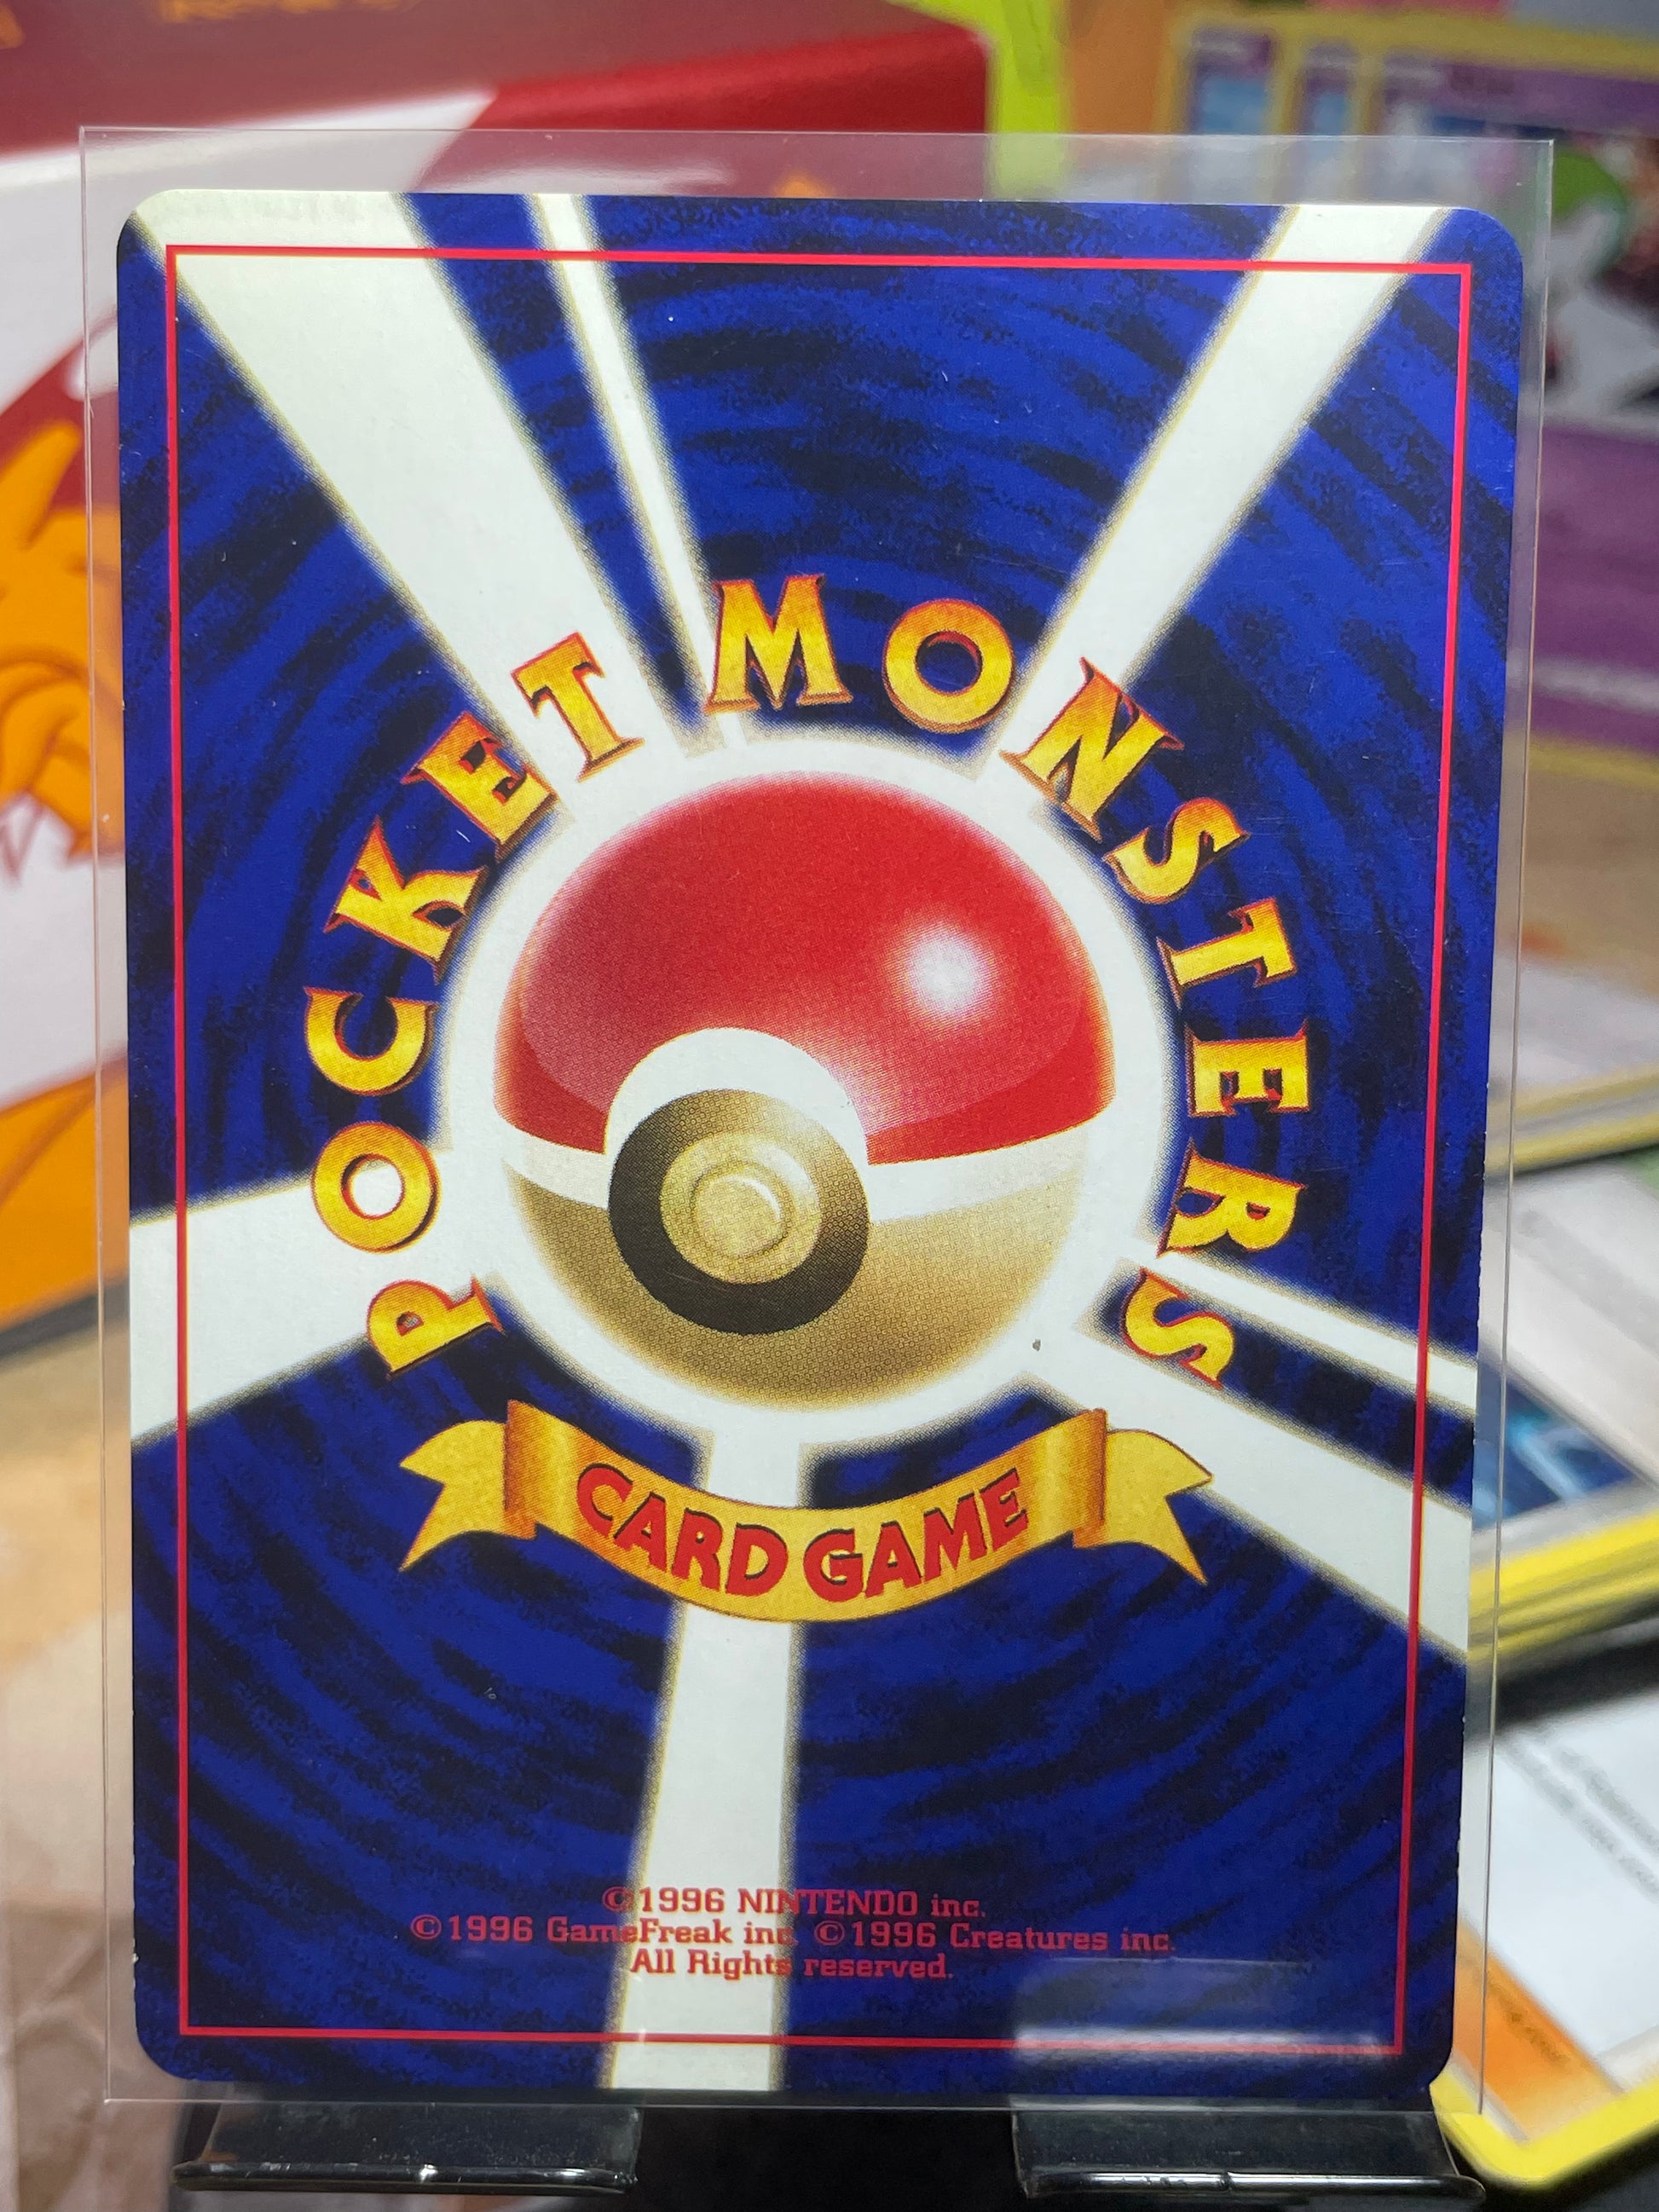 POCKET MONSTERS
CARD GAME
©1996 NINTENDO inc.
©1996 GameFreak inc. ©1996 Creatures inc.
All Rights reserved.